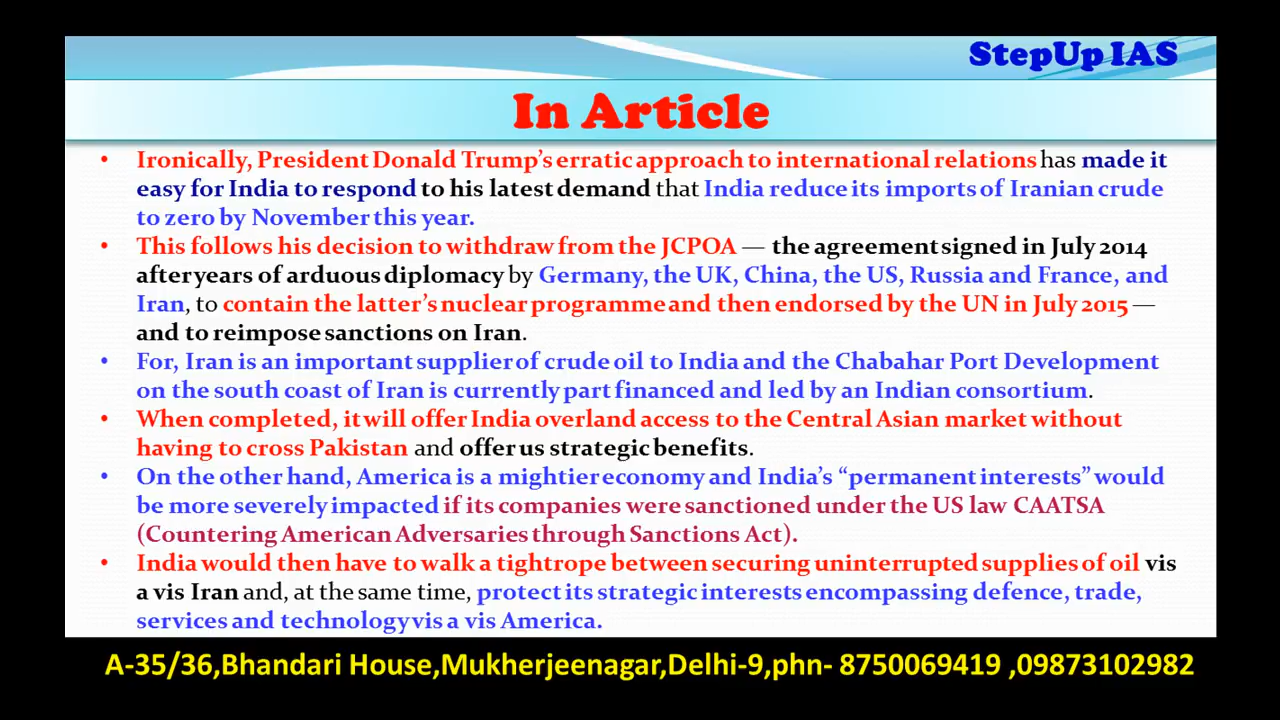 StepUp IAS
In Article
• Ironically, President Donald Trump's erratic approach to international relations has made it
easy for India to respond to his latest demand that India reduce its imports of Iranian crude
to zero by November this year.
• This follows his decision to withdraw from the JCPOA — the agreement signed in July 2014
after years of arduous diplomacy by Germany, the UK, China, the US, Russia and France, and
Iran, to contain the latter's nuclear programme and then endorsed by the UN in July 2015 —
and to reimpose sanctions on Iran.
• For, Iran is an important supplier of crude oil to India and the Chabahar Port Development
on the south coast of Iran is currently part financed and led by an Indian consortium.
• When completed, it will offer India overland access to the Central Asian market without
having to cross Pakistan and offer us strategic benefits.
• On the other hand, America is a mightier economy and India's “permanent interests” would
be more severely impacted if its companies were sanctioned under the US law CAATSA
(Countering American Adversaries through Sanctions Act).
• India would then have to walk a tightrope between securing uninterrupted supplies of oil vis
a vis Iran and, at the same time, protect its strategic interests encompassing defence, trade,
services and technology vis a vis America.
A-35/36,Bhandari House,Mukherjeenagar,Delhi-9,phn- 8750069419 ,09873102982